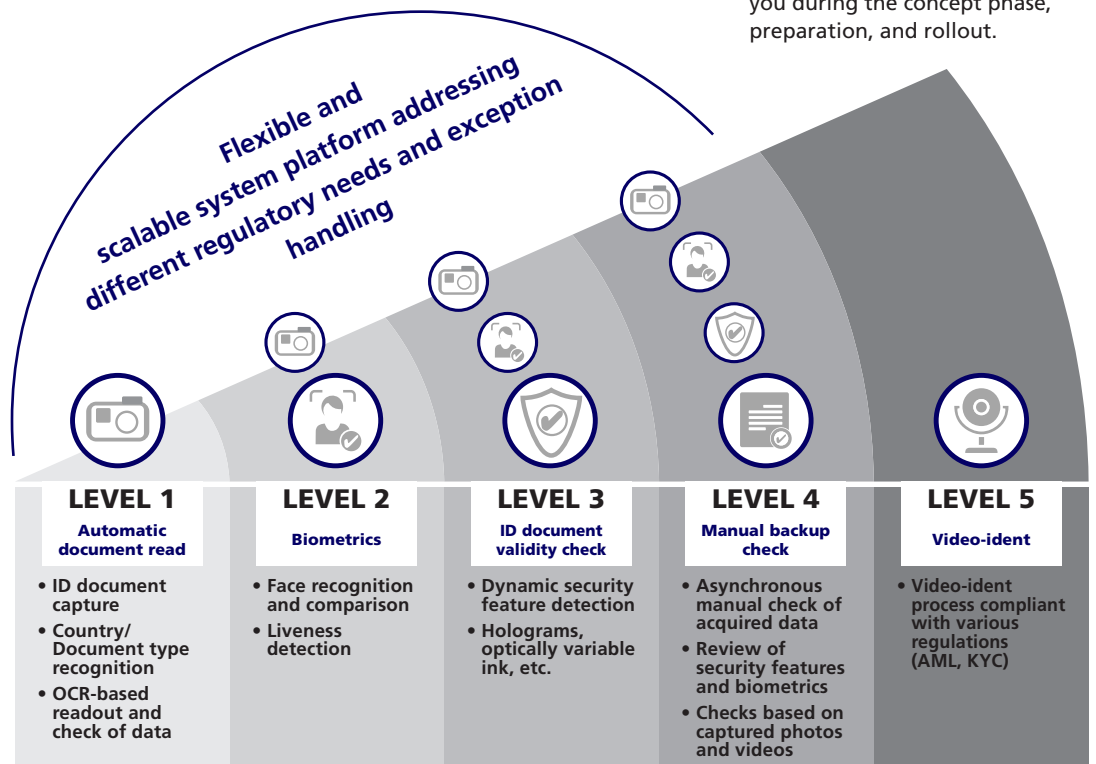 you during the concept phase,
preparation, and rollout.
Flexible and
scalable system platform addressing
different regulatory needs and exception
handling
LEVEL 1
Automatic
document read
• ID document
capture
• Country/
Document type
recognition
• OCR-based
readout and
check of data
LEVEL 2
Biometrics
• Face recognition
and comparison
• Liveness
detection
LEVEL 3
ID document
validity check
• Dynamic security
feature detection
• Holograms,
optically variable
ink, etc.
LEVEL 4
Manual backup
check
• Asynchronous
manual check of
acquired data
• Review of
security features
and biometrics
• Checks based on
captured photos
and videos
LEVEL 5
Video-ident
• Video-ident
process compliant
with various
regulations
(AML, KYC)